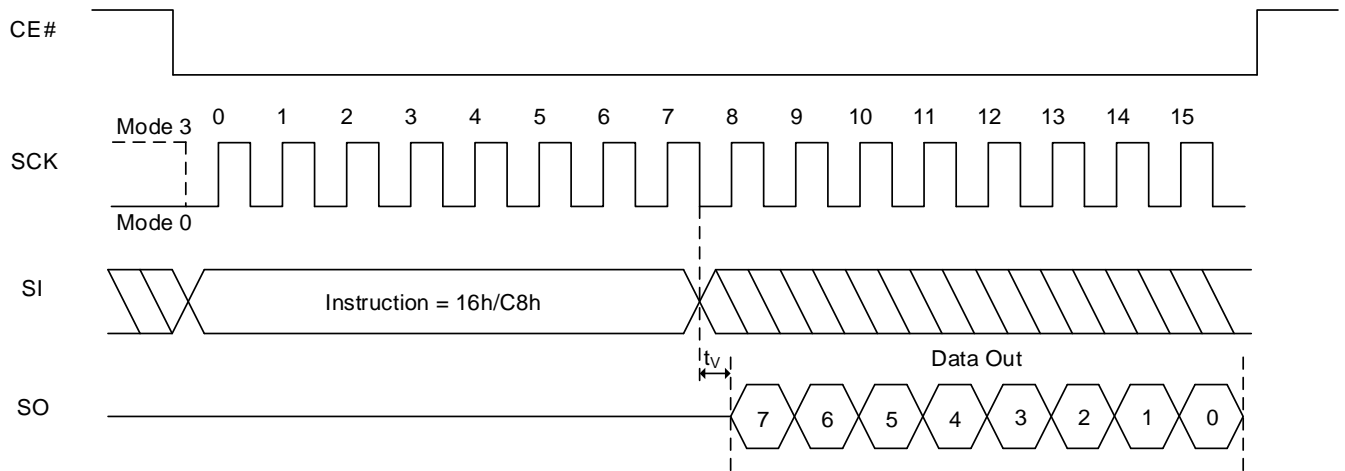 CE#
Mode 3
0 1 2 3 4 5 6 7 8 9 10 11 12 13 14 15
SCK
Mode 0
SI
Instruction = 16h/C8h
tV
Data Out
SO
7 6 5 4 3 2 1 0